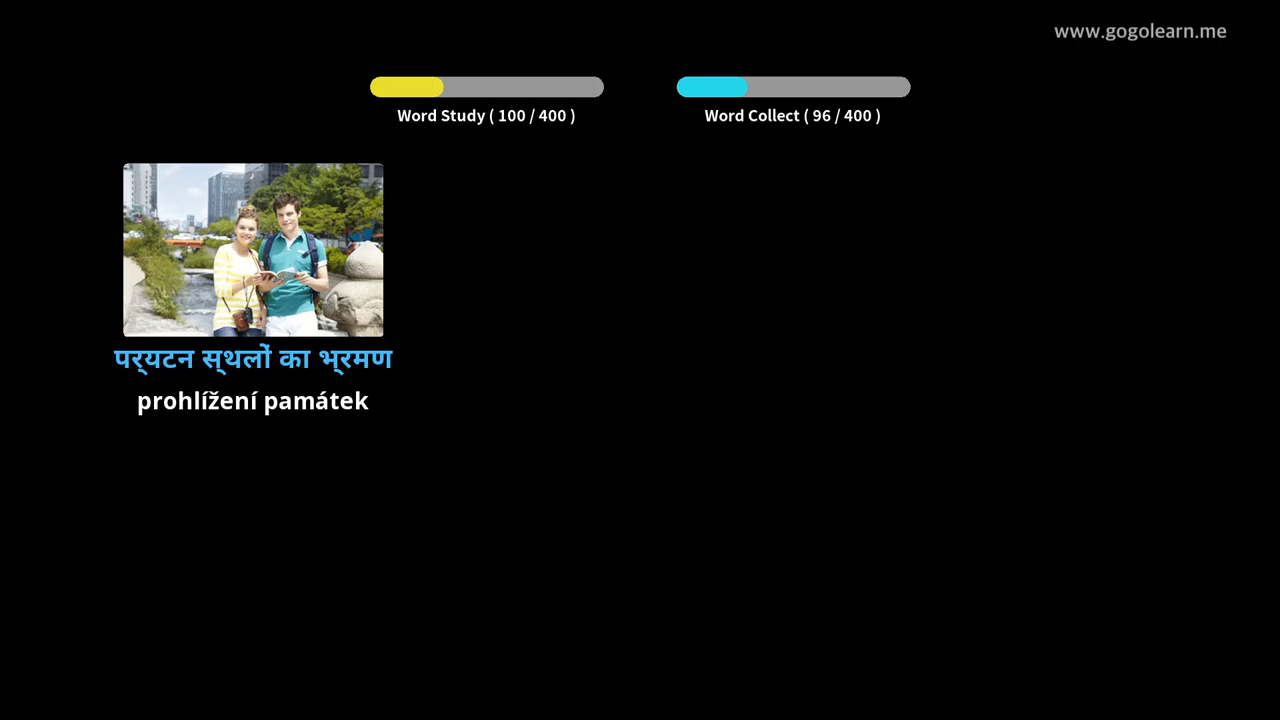 www.gogolearn.me
Word Study ( 100 / 400 )
Word Collect ( 96 / 400 )
पर्यटन स्थलों का भ्रमण
prohlížení památek